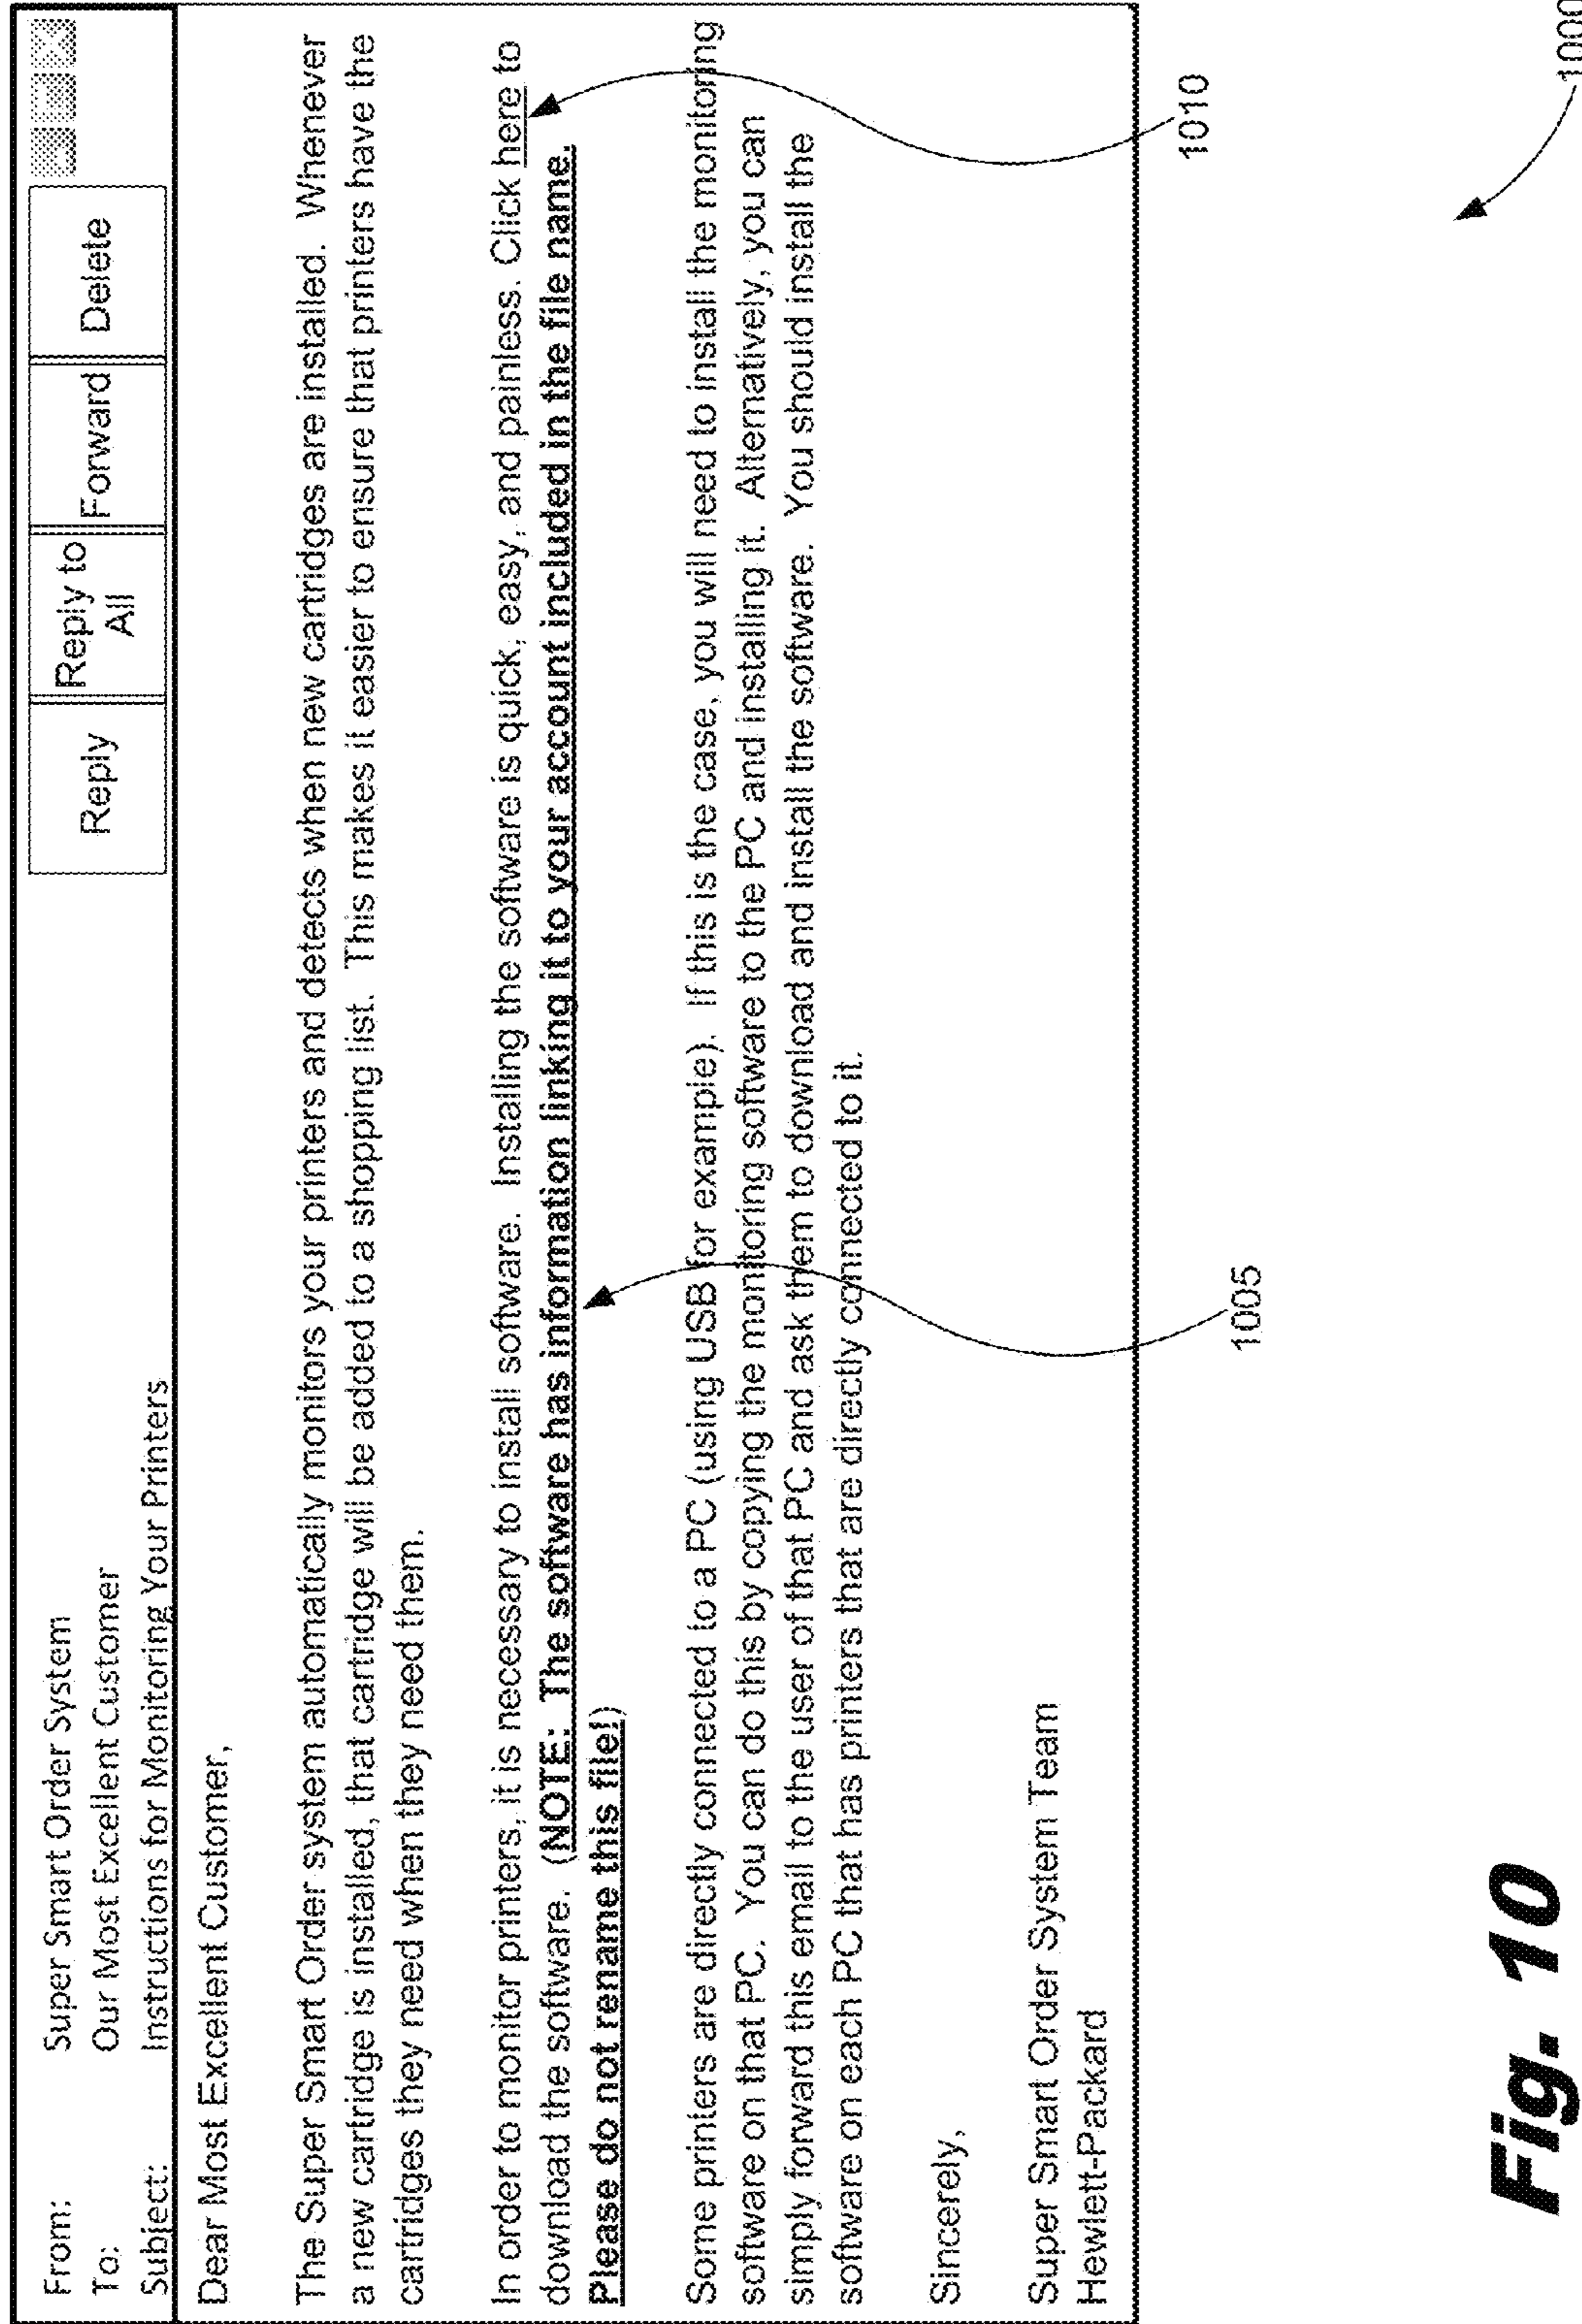 From: Super Smart Order System
To: Our Most Excellent Customer
Subject: Instructions for Monitoring Your Printers
Reply
Reply to
All
Forward
Delete
Dear Most Excellent Customer,
The Super Smart Order system automatically monitors your printers and detects when new cartridges are installed. Whenever
a new cartridge is installed, that cartridge will be added to a shopping list. This makes it easier to ensure that printers have the
cartridges they need when they need them.
In order to monitor printers, it is necessary to install software. Installing the software is quick, easy, and painless. Click here to
download the software. (NOTE: The software has information linking it to your account included in the file name.
Please do not rename this file!)
Some printers are directly connected to a PC (using USB for example). If this is the case, you will need to install the monitoring
software on that PC. You can do this by copying the monitoring software to the PC and installing it. Alternatively, you can
simply forward this email to the user of that PC and ask them to download and install the software. You should install the
software on each PC that has printers that are directly connected to it.
Sincerely,
Super Smart Order System Team
Hewlett-Packard
1005
1010
1000
Fig. 10